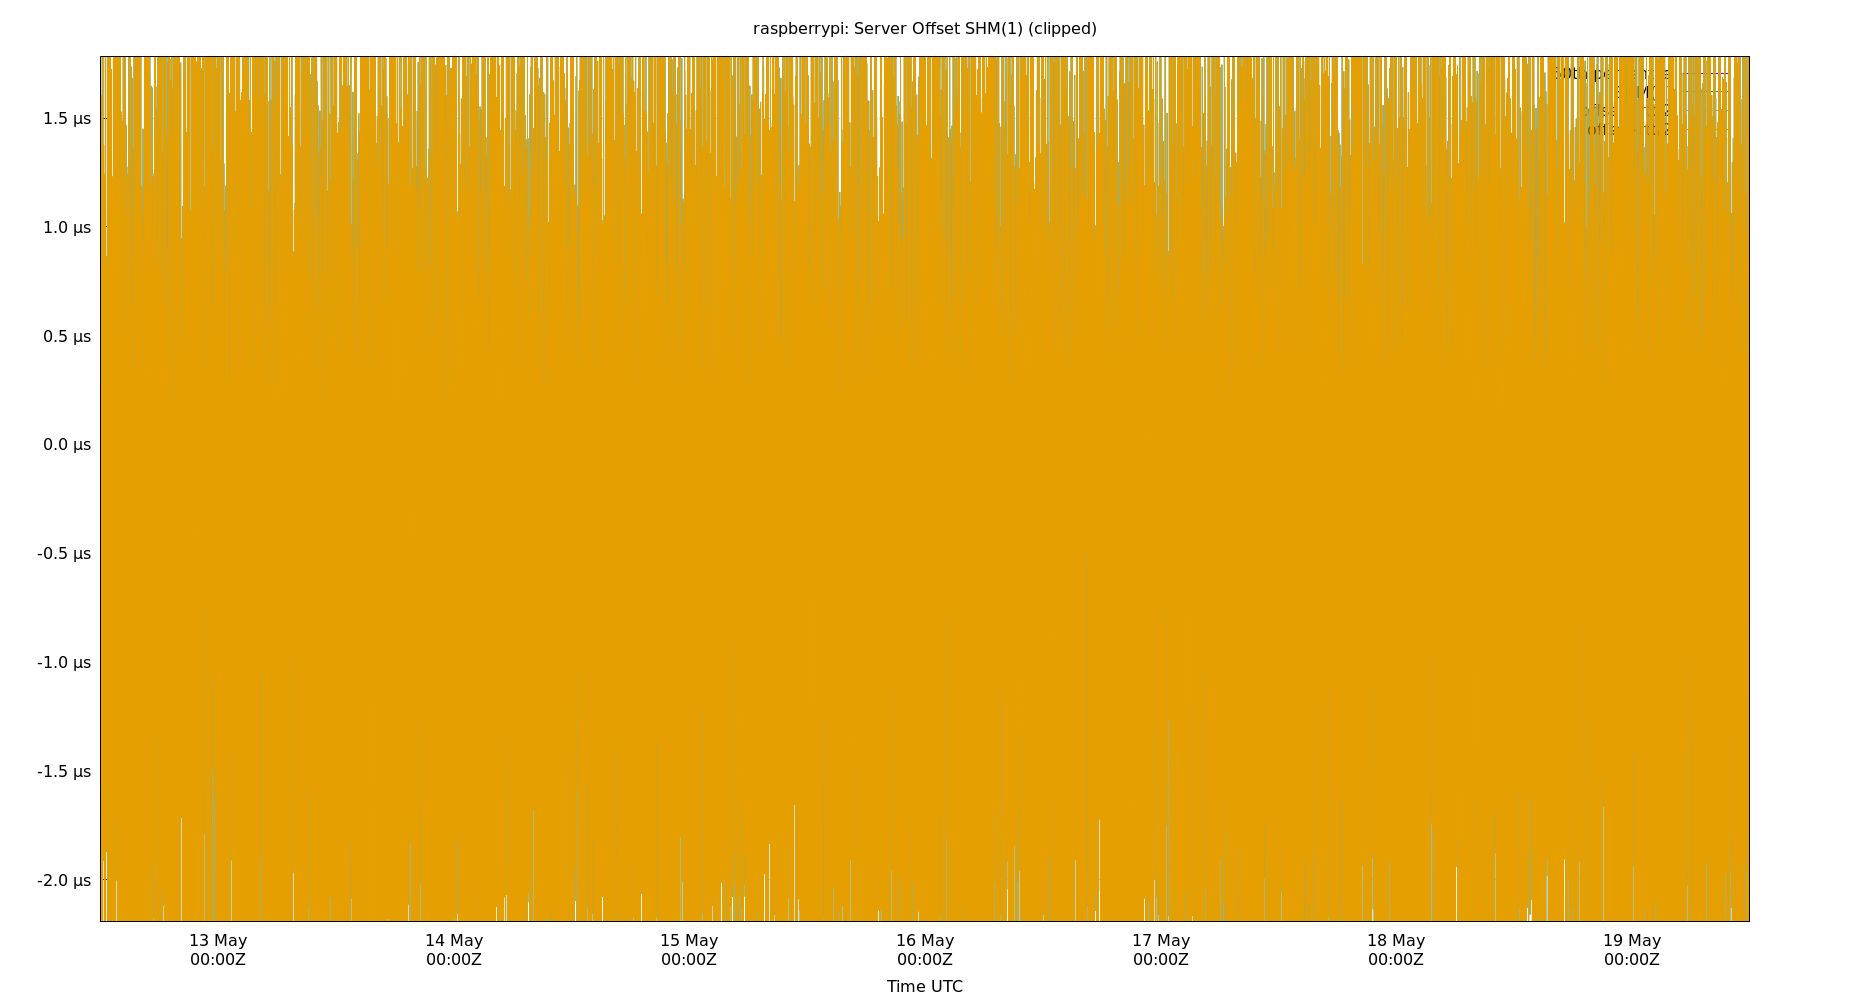 raspberrypi: Server Offset SHM(1) (clipped)
1.5 µs
1.0 µs
0.5 µs
0.0 µs
-0.5 µs
-1.0 µs
-1.5 µs
-2.0 µs
13 May 14 May 15 May 16 May 17 May 18 May 19 May
00:00Z 00:00Z 00:00Z 00:00Z 00:00Z 00:00Z 00:00Z
Time UTC